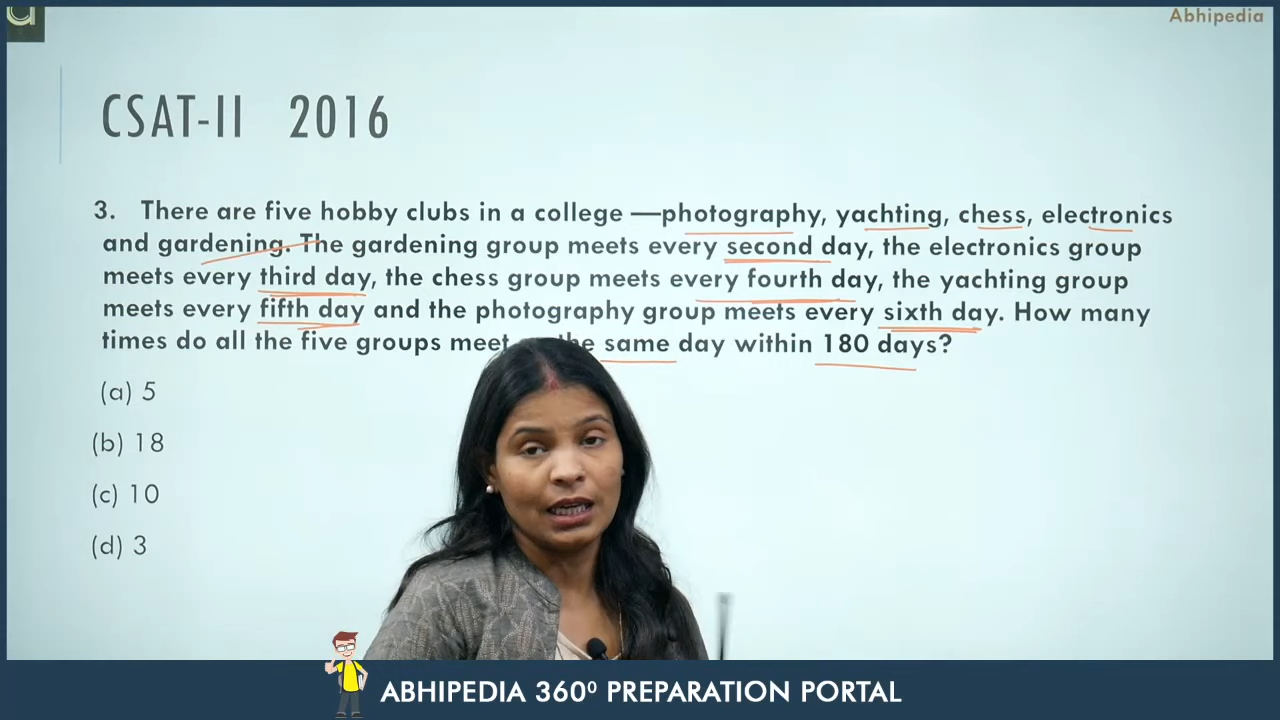 Abhipedia
CSAT-II 2016
3. There are five hobby clubs in a college —photography, yachting, chess, electronics
and gardening. The gardening group meets every second day, the electronics group
meets every third day, the chess group meets every fourth day, the yachting group
meets every fifth day and the photography group meets every sixth day. How many
times do all the five groups meet the same day within 180 days?
(a) 5
(b) 18
(c) 10
(d) 3
ABHIPEDIA 360⁰ PREPARATION PORTAL